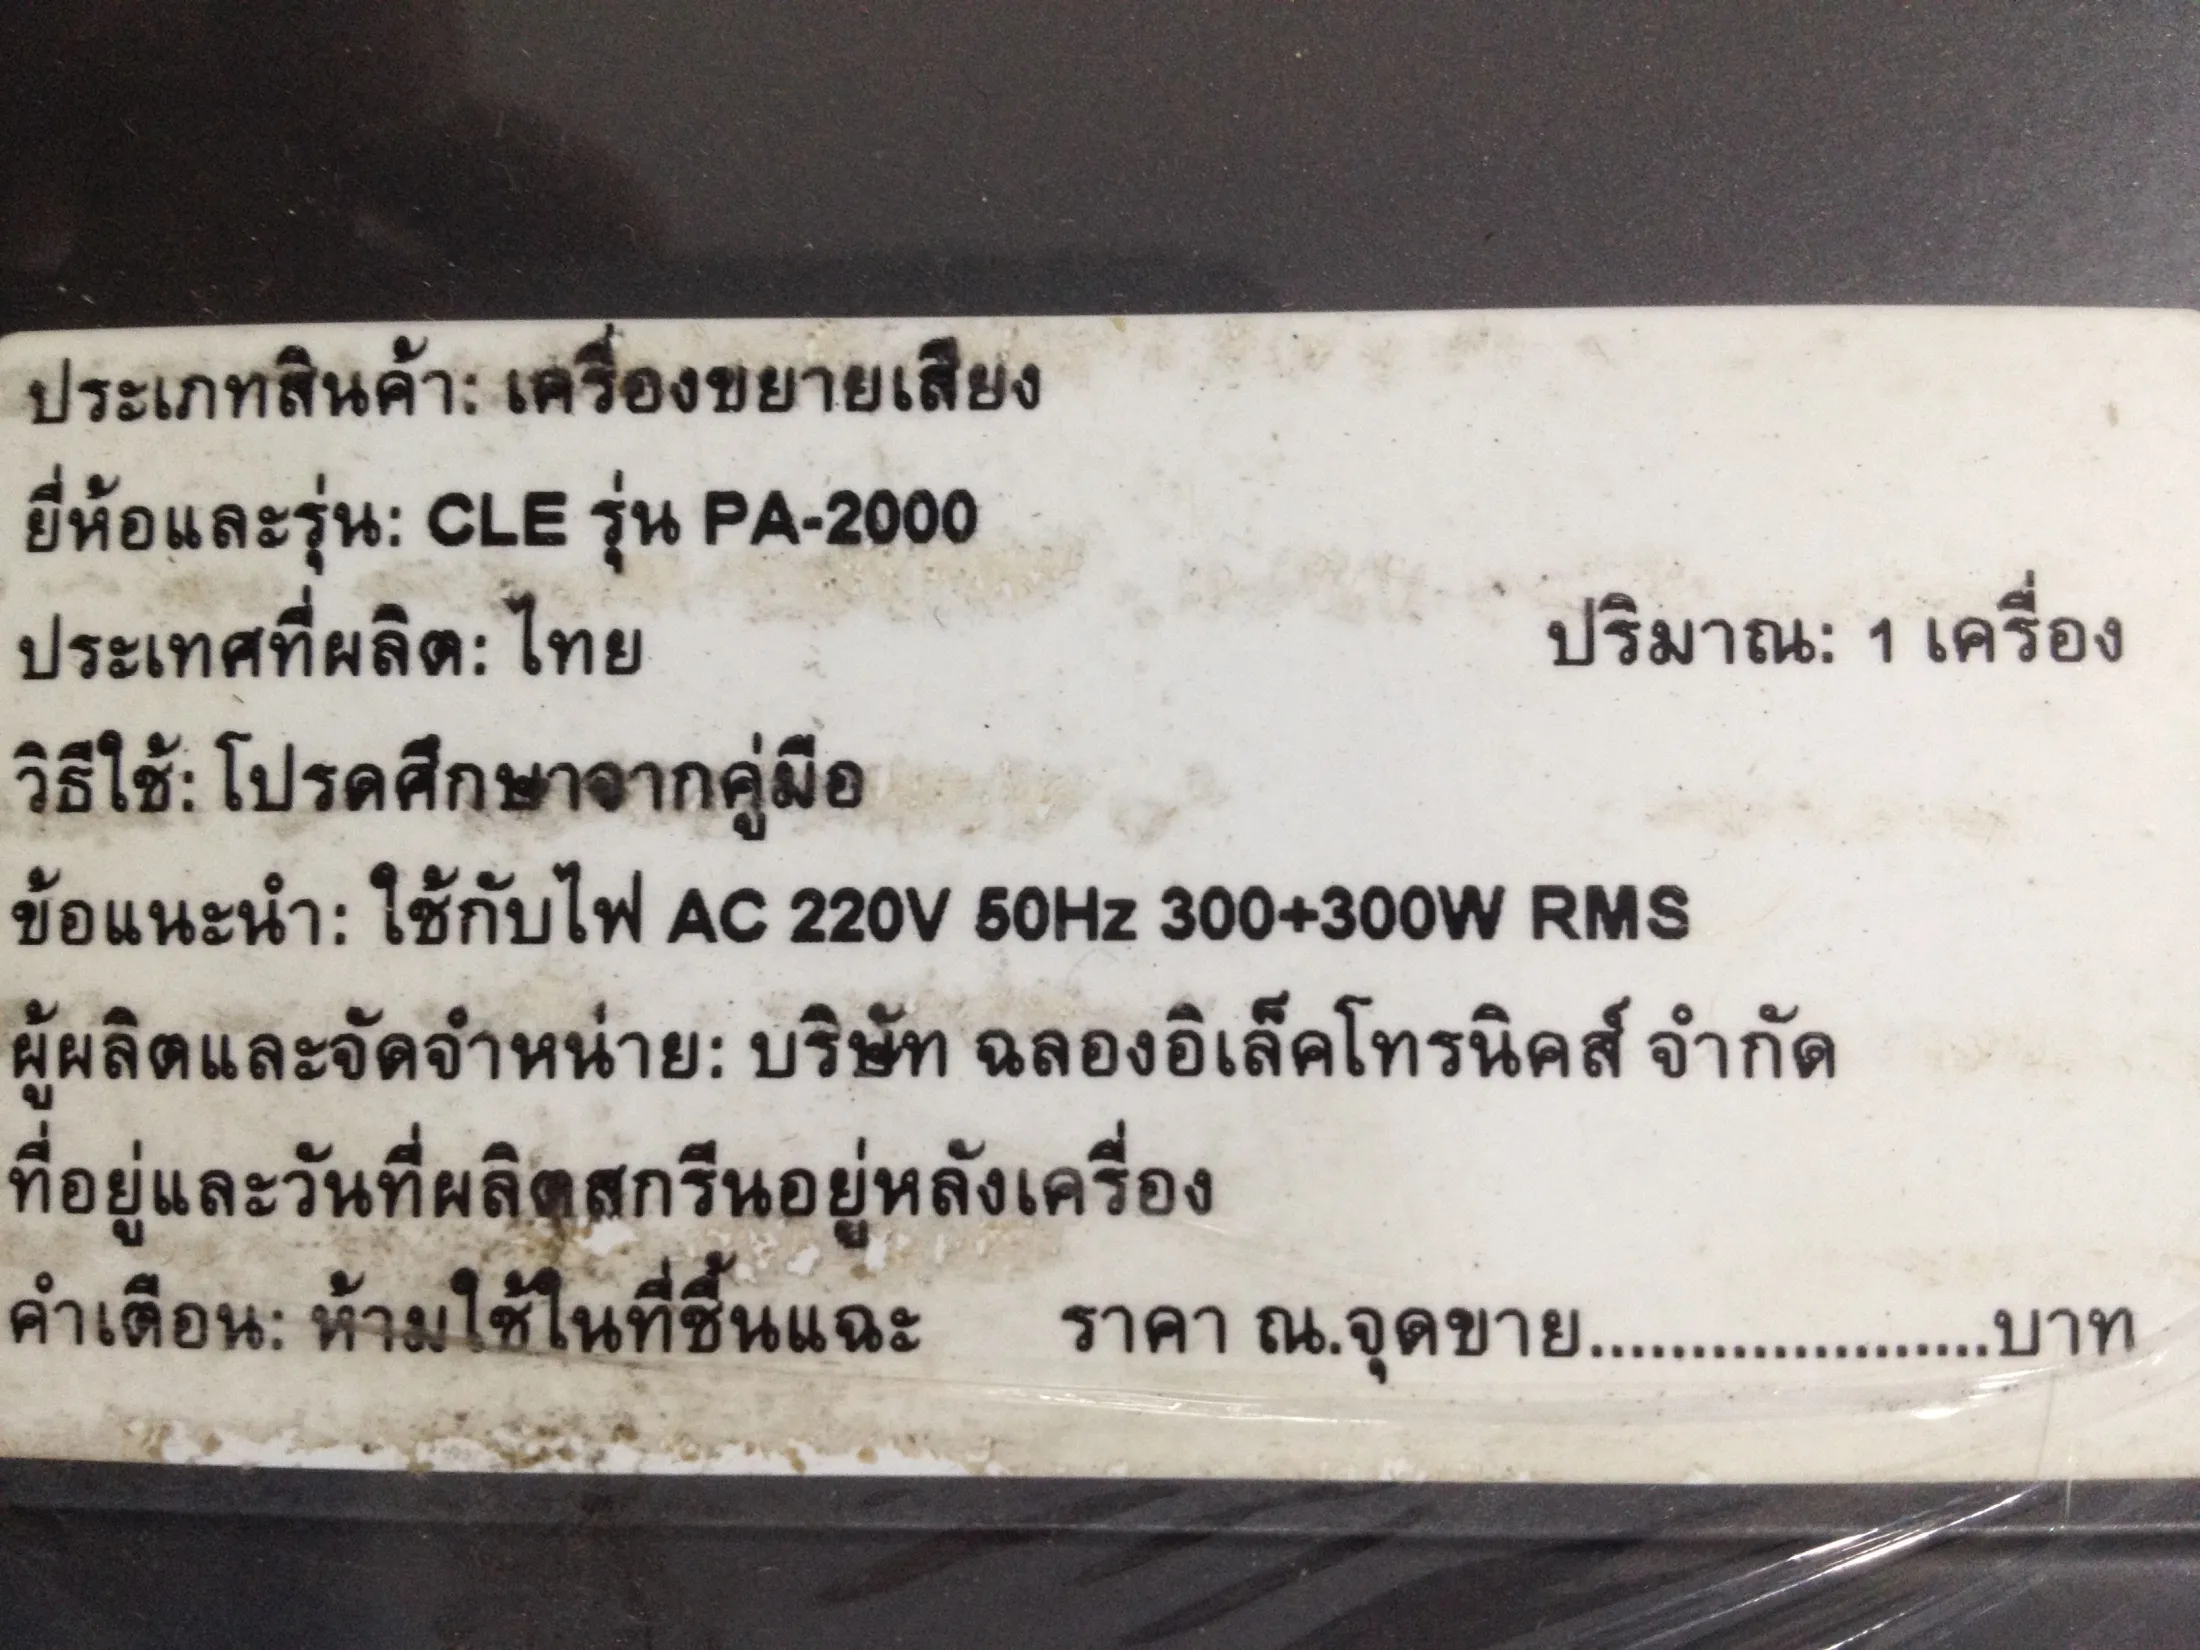 ประเภทสินค้า: เครื่องขยายเสียง
ยี่ห้อและรุ่น: CLE รุ่น PA-2000
ประเทศที่ผลิต: ไทย ปริมาณ: 1 เครื่อง
วิธีใช้: โปรดศึกษาจากคู่มือ
ข้อแนะนำ: ใช้กับไฟ AC 220V 50Hz 300+300W RMS
ผู้ผลิตและจัดจำหน่าย: บริษัท ฉลองอิเล็คโทรนิคส์ จำกัด
ที่อยู่และวันที่ผลิตสกรีนอยู่หลังเครื่อง
คำเตือน: ห้ามใช้ในที่ชื้นแฉะ ราคา ณ.จุดขาย....................บาท